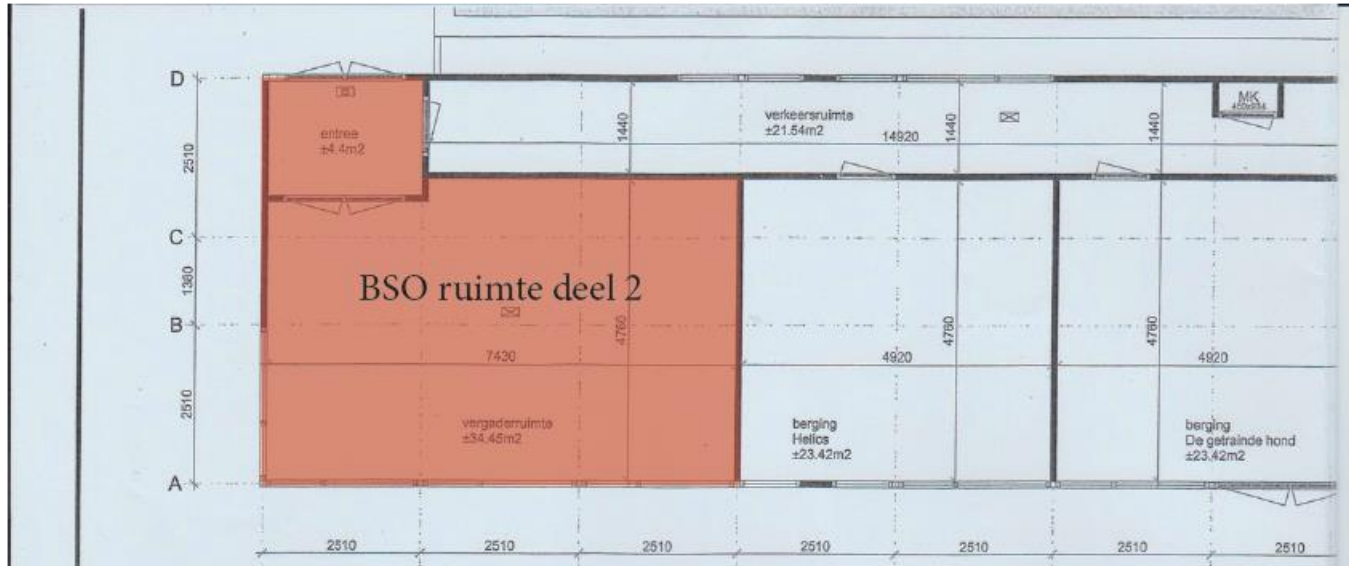 D
entree
±4.4m2
verkeersruimte
±21.54m2
14920
1440
1440
1440
MK
2510
C
1380
BSO ruimte deel 2
B
4760
4760
4760
7430
4920
4920
2510
vergaderruimte
±34.45m2
berging
Helios
±23.42m2
berging
De getrainde hond
±23.42m2
A
2510
2510
2510
2510
2510
2510
2510